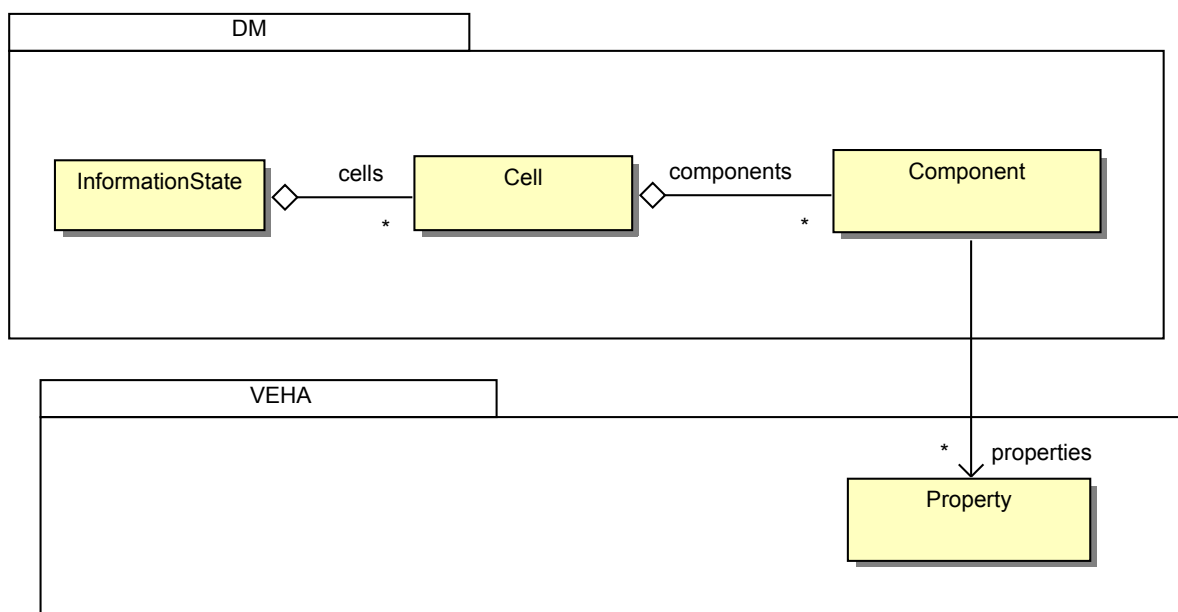 DM
InformationState
cells
*
Cell
components
*
Component
VEHA
*
properties
Property